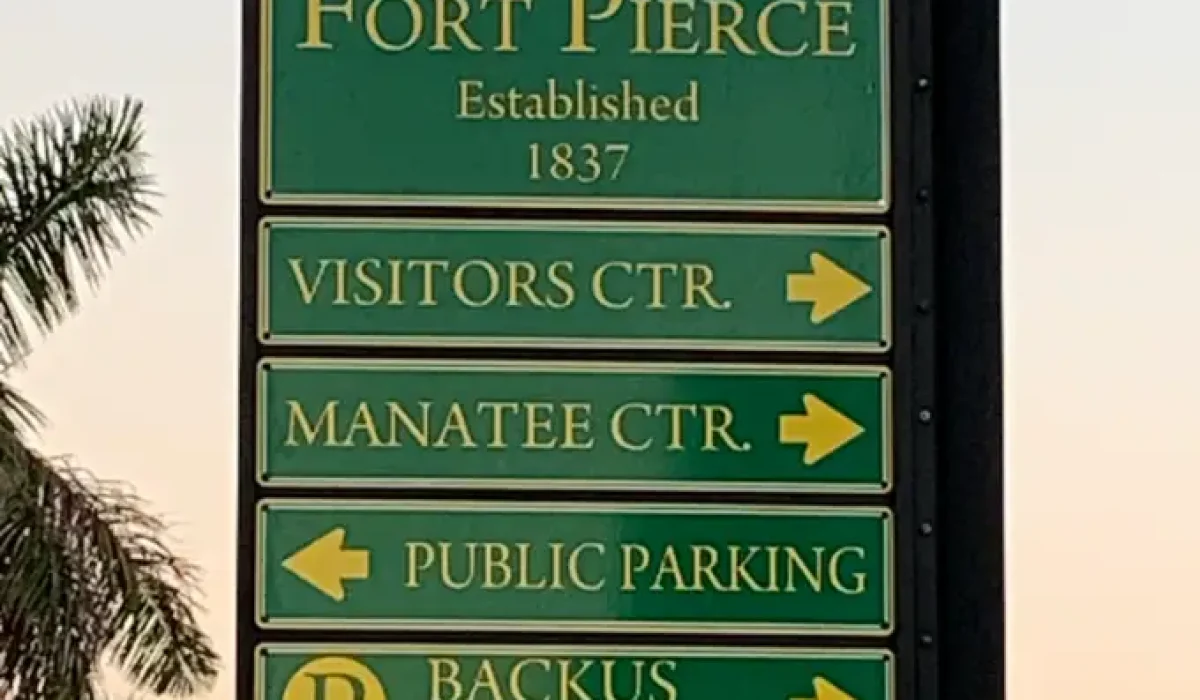 FORT PIERCE
Established
1837
VISITORS CTR.
MANATEE CTR.
PUBLIC PARKING
B BACKUS